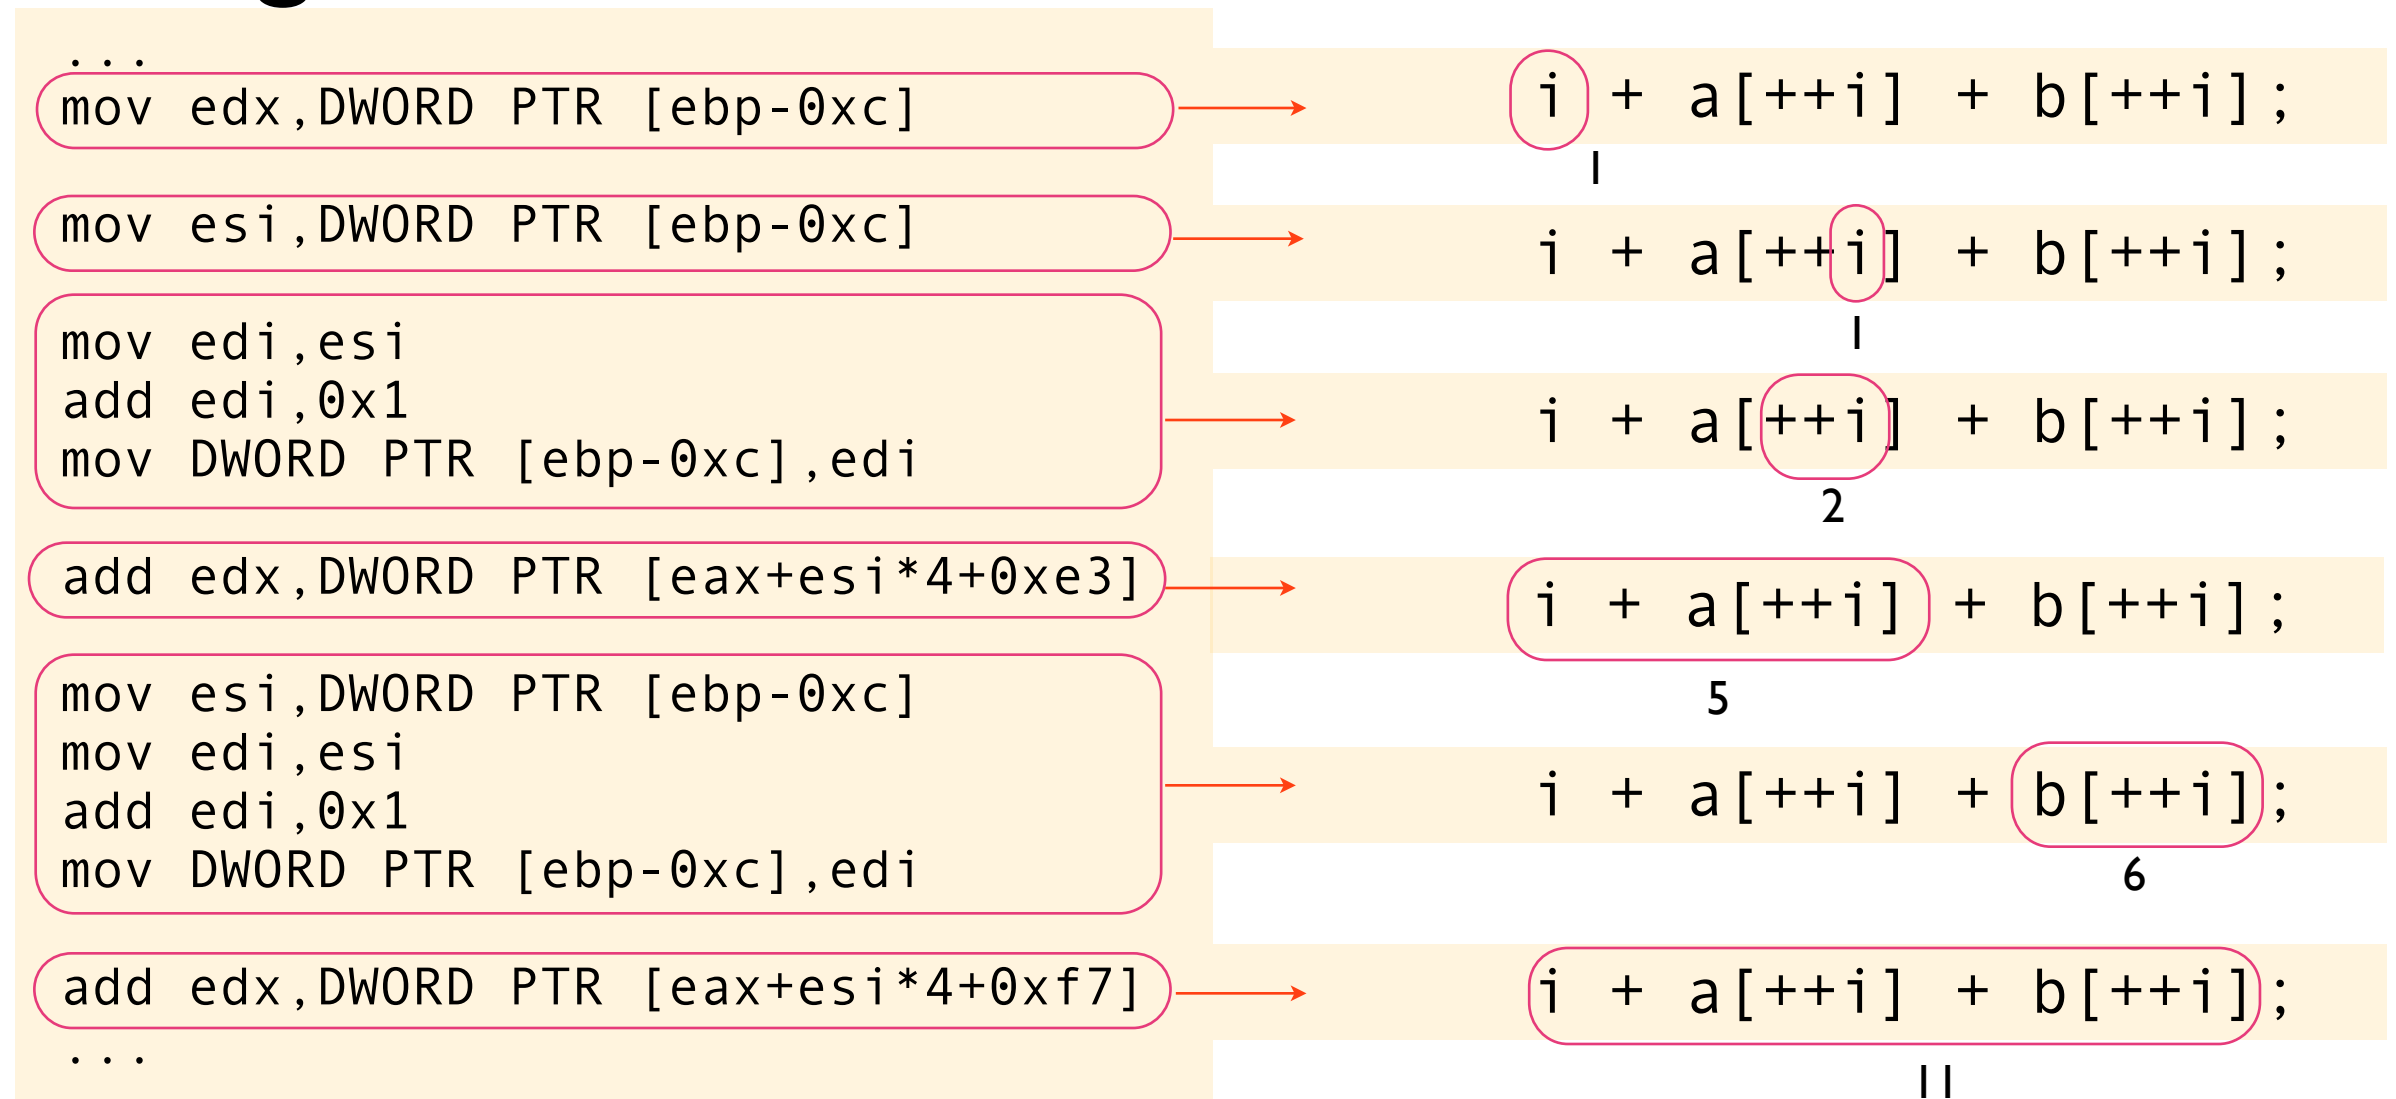 ...
mov edx,DWORD PTR [ebp-0xc]
i + a[++i] + b[++i];
1
mov esi,DWORD PTR [ebp-0xc]
i + a[++i] + b[++i];
1
mov edi,esi
add edi,0x1
mov DWORD PTR [ebp-0xc],edi
i + a[++i] + b[++i];
2
add edx,DWORD PTR [eax+esi*4+0xe3]
i + a[++i] + b[++i];
5
mov esi,DWORD PTR [ebp-0xc]
mov edi,esi
add edi,0x1
mov DWORD PTR [ebp-0xc],edi
i + a[++i] + b[++i];
6
add edx,DWORD PTR [eax+esi*4+0xf7]
i + a[++i] + b[++i];
11
...